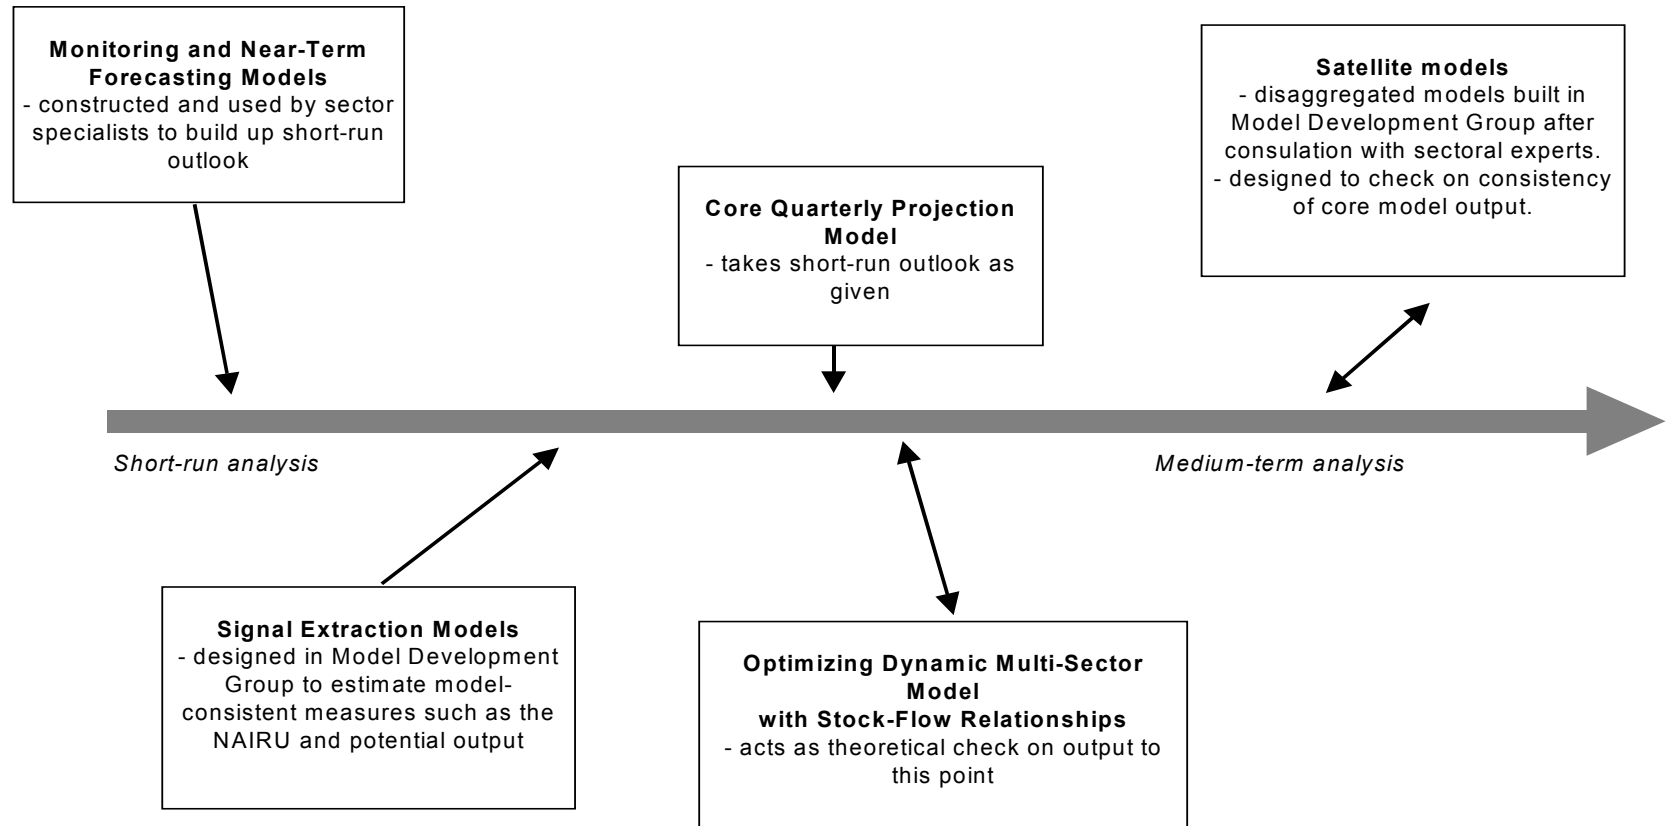 Monitoring and Near-Term
Forecasting Models
- constructed and used by sector
specialists to build up short-run
outlook
Satellite models
- disaggregated models built in
Model Development Group after
consulation with sectoral experts.
- designed to check on consistency
of core model output.
Core Quarterly Projection
Model
- takes short-run outlook as
given
Short-run analysis
Medium-term analysis
Signal Extraction Models
- designed in Model Development
Group to estimate model-
consistent measures such as the
NAIRU and potential output
Optimizing Dynamic Multi-Sector
Model
with Stock-Flow Relationships
- acts as theoretical check on output to
this point